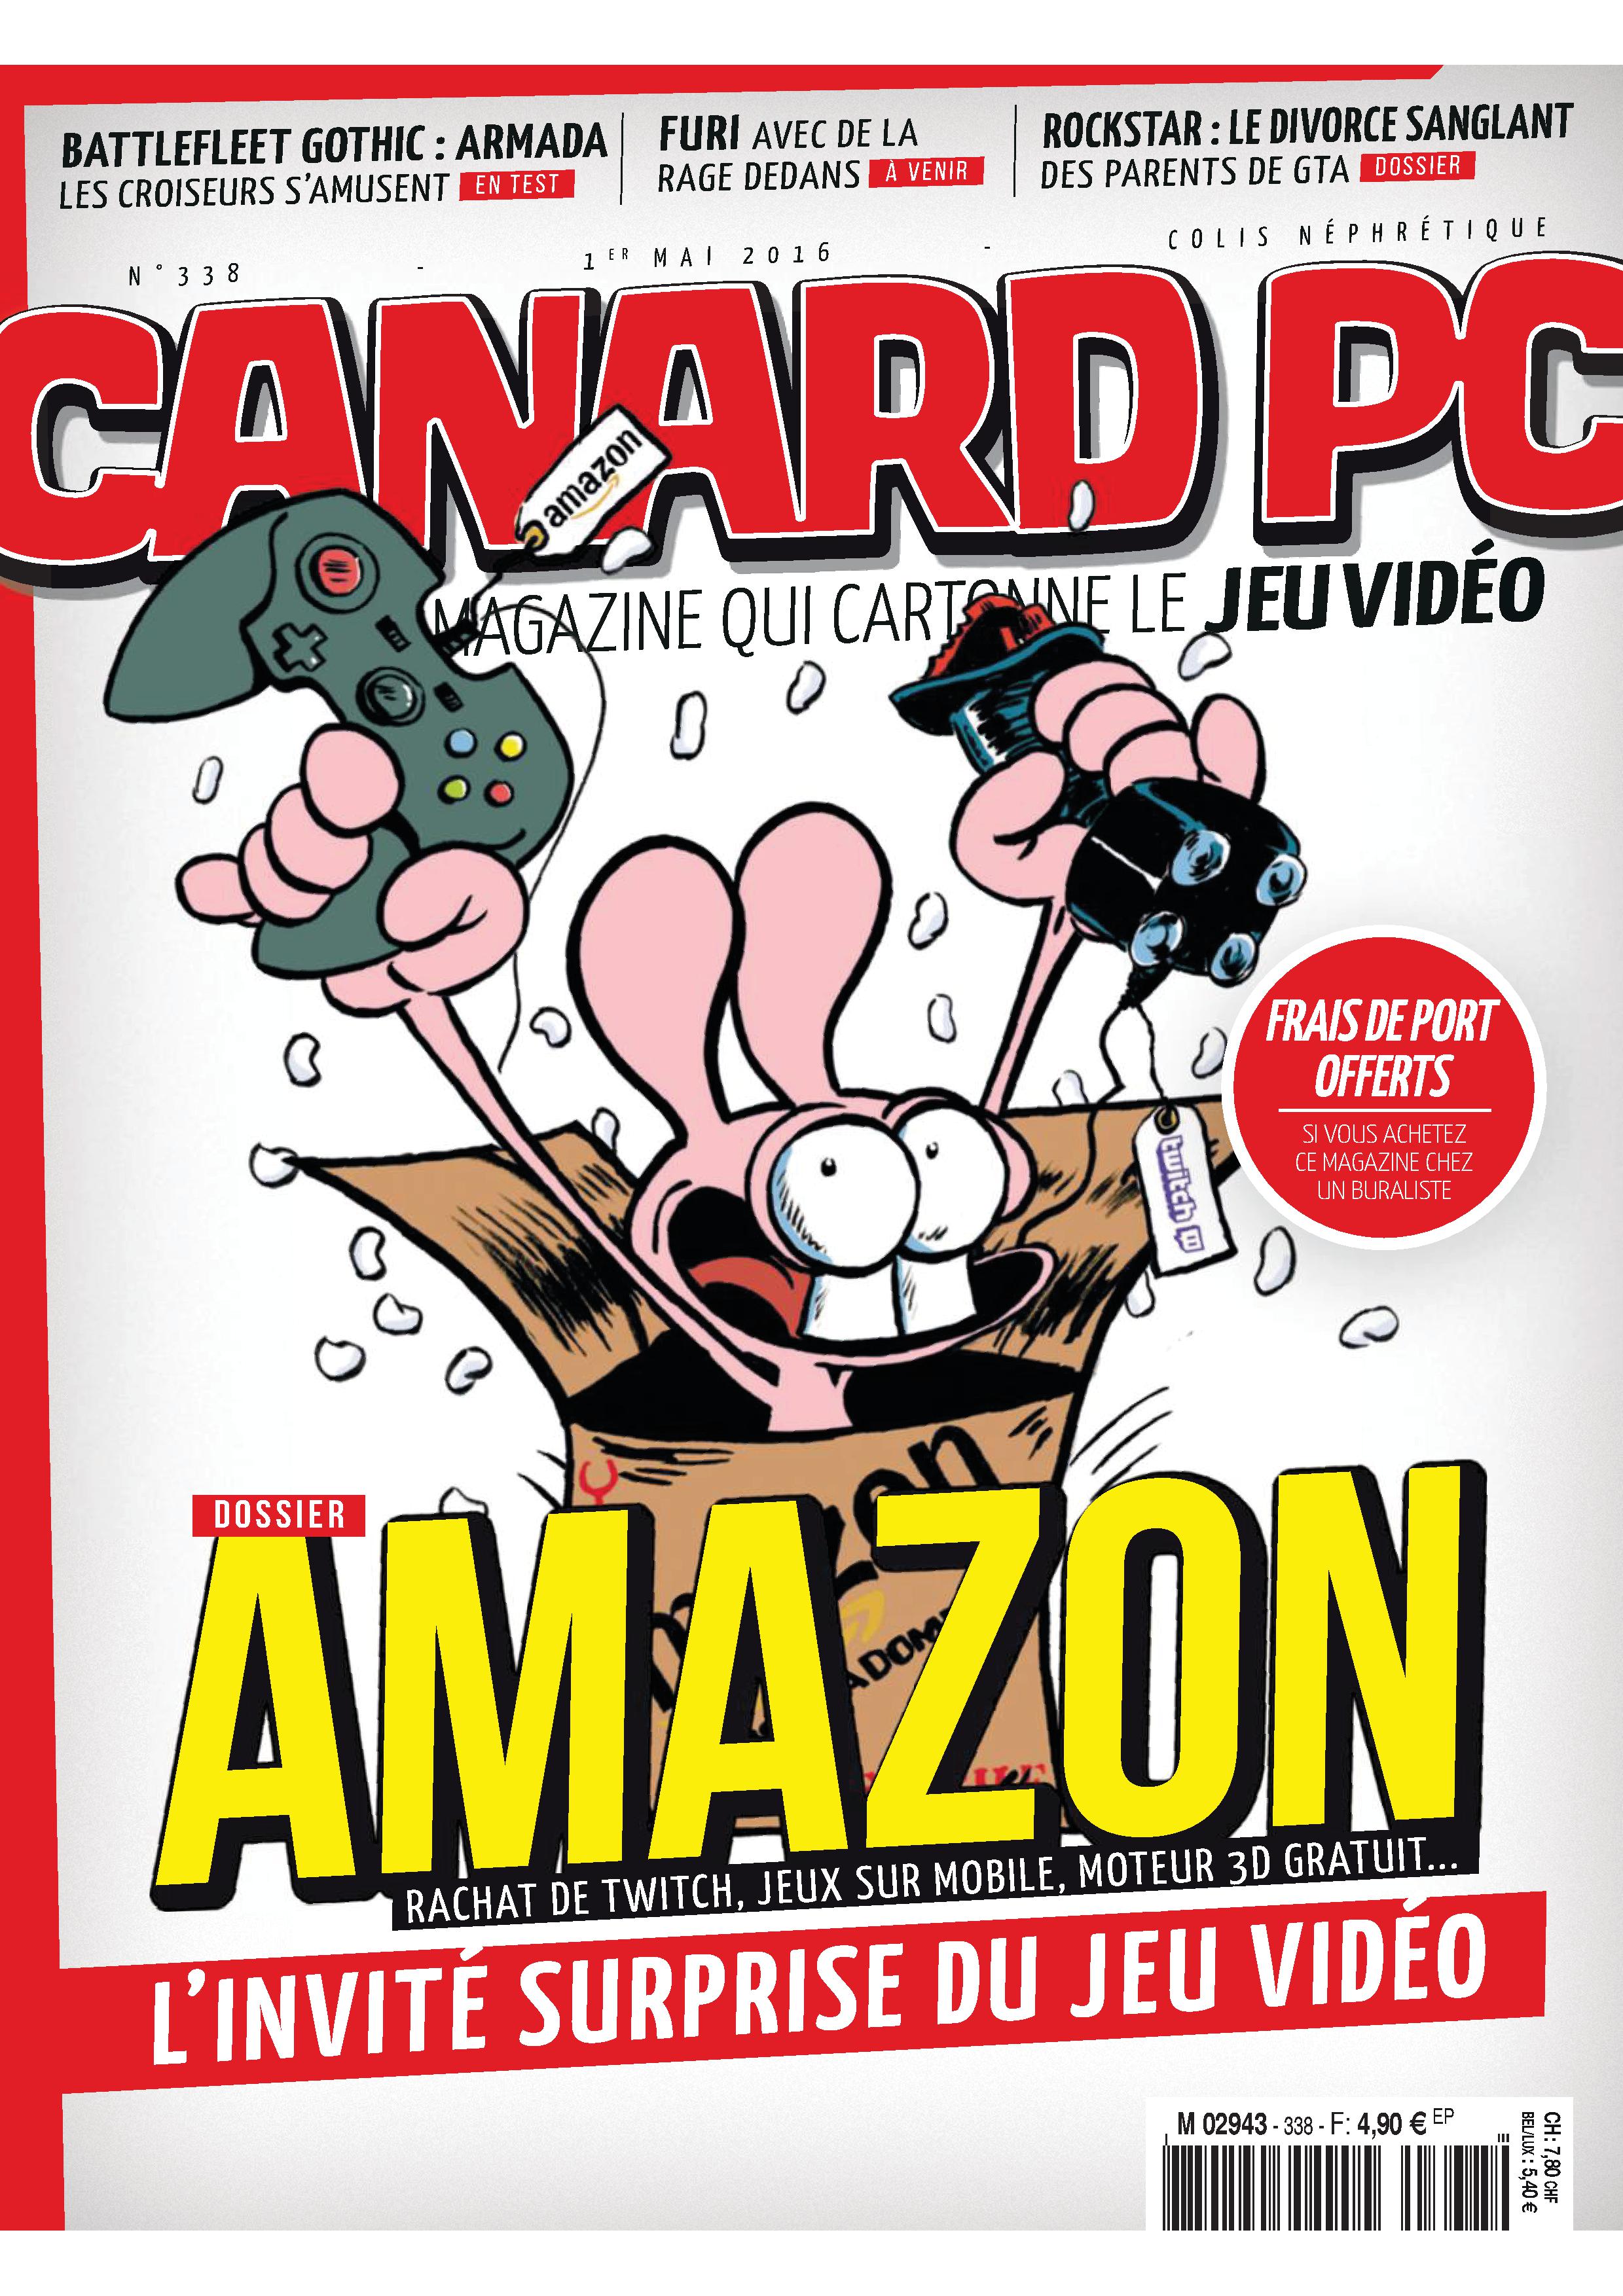 BATTLEFLEET GOTHIC : ARMADA
LES CROISEURS S'AMUSENT EN TEST
FURI AVEC DE LA
RAGE DEDANS À VENIR
ROCKSTAR : LE DIVORCE SANGLANT
DES PARENTS DE GTA DOSSIER
N°338 - 1ER MAI 2016 - COLIS NÉPHRÉTIQUE
CANARD PC
amazon
MAGAZINE QUI CARTONNE LE JEU VIDÉO
FRAIS DE PORT
OFFERTS
SI VOUS ACHETEZ
CE MAGAZINE CHEZ
UN BURALISTE
twitch
DOSSIER
AMAZON
RACHAT DE TWITCH, JEUX SUR MOBILE, MOTEUR 3D GRATUIT...
L'INVITÉ SURPRISE DU JEU VIDÉO
M 02943 - 338 - F: 4,90 € EP
CH : 7,80 CHF
BEL/LUX : 5,40 €